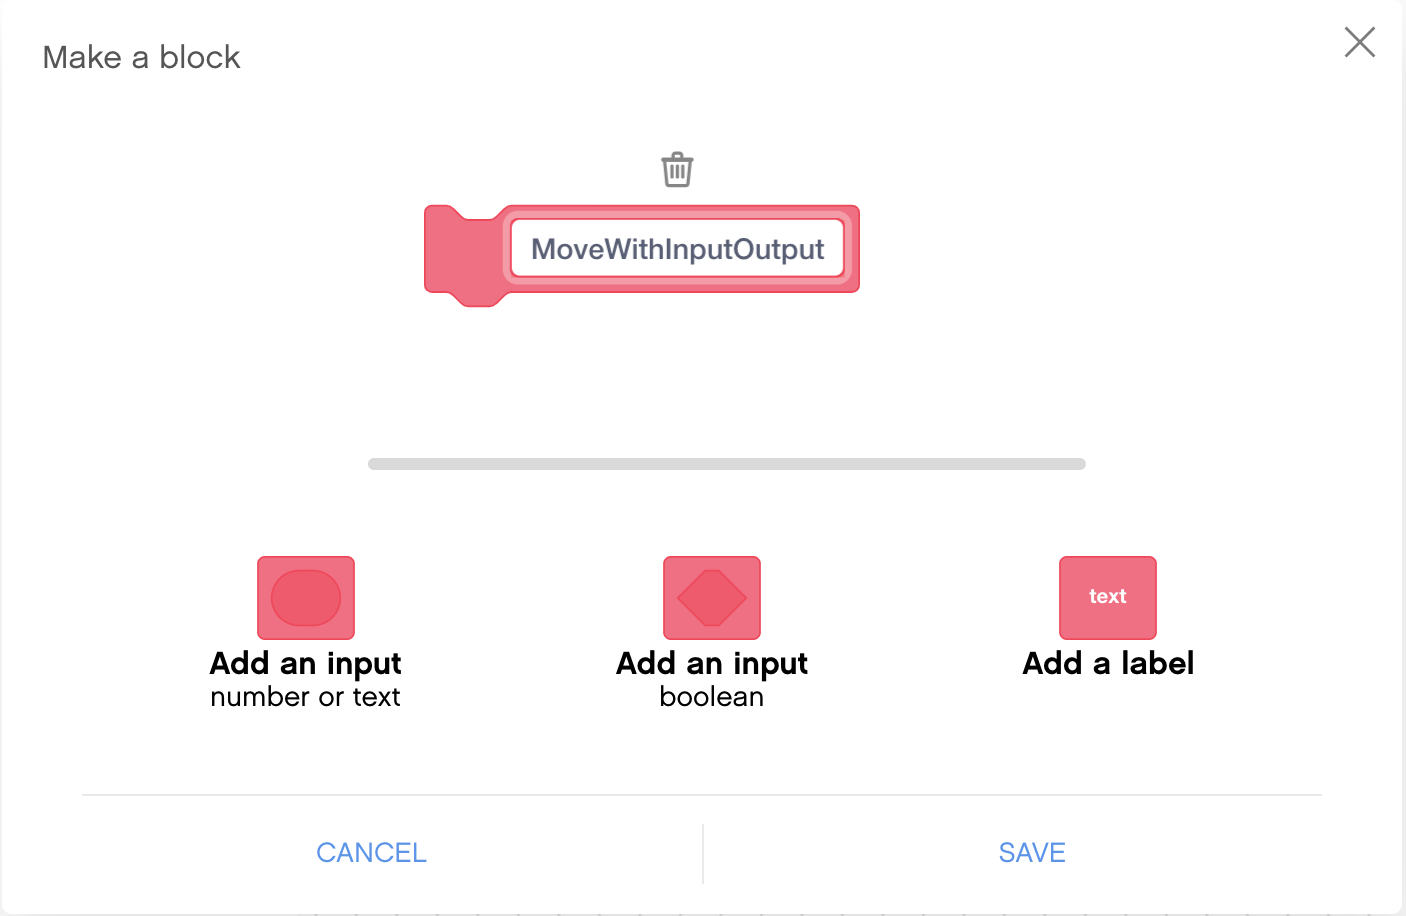 Make a block
MoveWithInputOutput
text
Add an input
number or text
Add an input
boolean
Add a label
CANCEL
SAVE